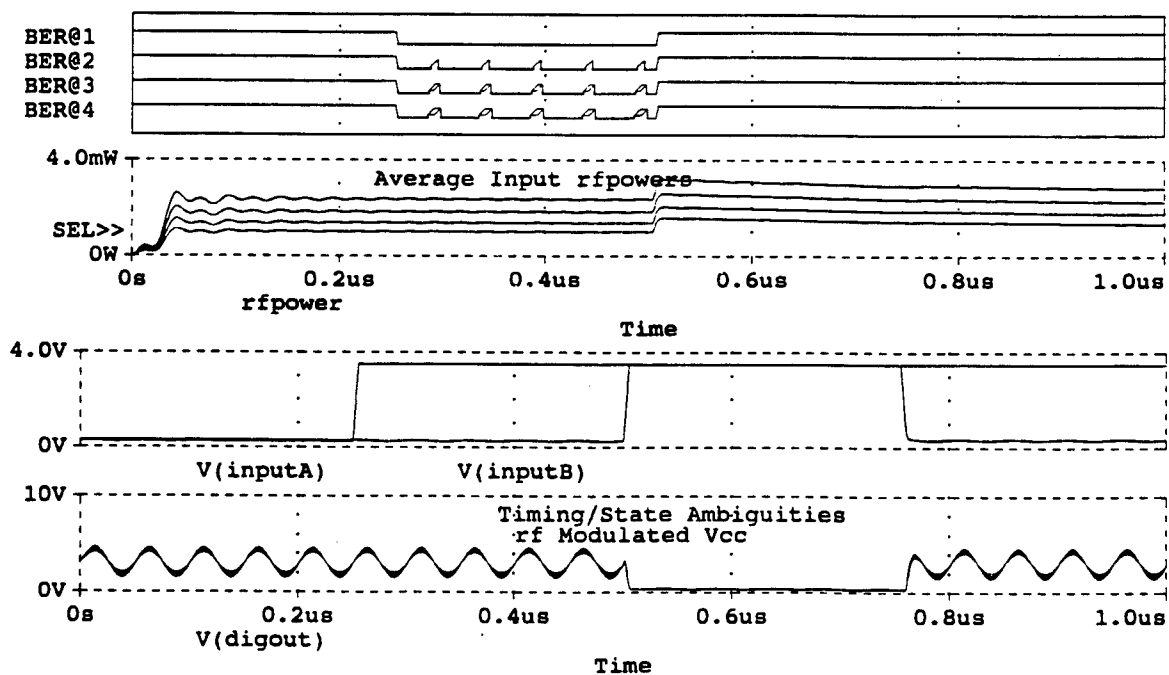 BER@1
BER@2
BER@3
BER@4
4.0mW
Average Input rfpowers
SEL>>
0W
0s 0.2us 0.4us 0.6us 0.8us 1.0us
rfpower
Time
4.0V
0V
V(inputA) V(inputB)
10V
Timing/State Ambiguities
rf Modulated Vcc
0V
0s 0.2us 0.4us 0.6us 0.8us 1.0us
V(digout)
Time